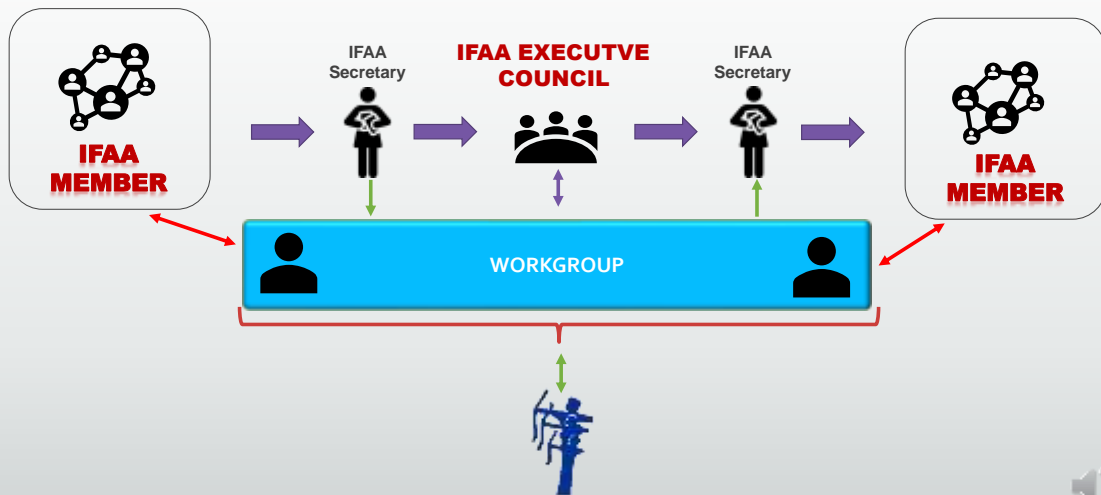 IFAA
Secretary
IFAA EXECUTVE
COUNCIL
IFAA
Secretary
IFAA
MEMBER
IFAA
MEMBER
WORKGROUP